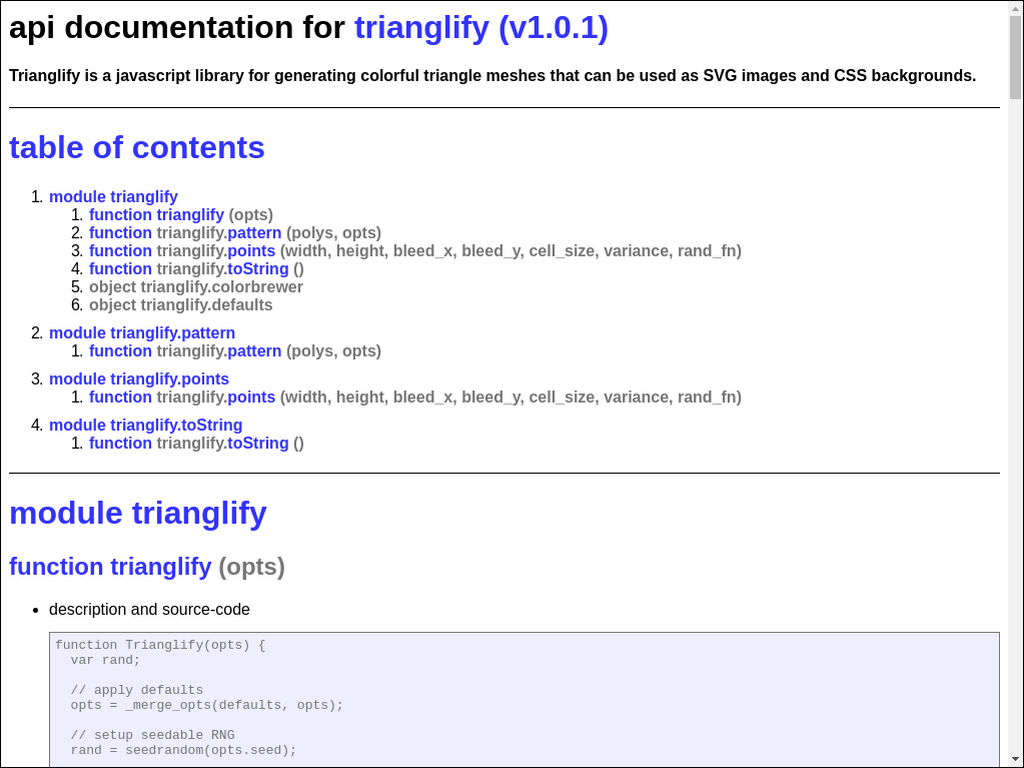 api documentation for trianglify (v1.0.1)
Trianglify is a javascript library for generating colorful triangle meshes that can be used as SVG images and CSS backgrounds.
table of contents
1. module trianglify
1. function trianglify (opts)
2. function trianglify.pattern (polys, opts)
3. function trianglify.points (width, height, bleed_x, bleed_y, cell_size, variance, rand_fn)
4. function trianglify.toString ()
5. object trianglify.colorbrewer
6. object trianglify.defaults
2. module trianglify.pattern
1. function trianglify.pattern (polys, opts)
3. module trianglify.points
1. function trianglify.points (width, height, bleed_x, bleed_y, cell_size, variance, rand_fn)
4. module trianglify.toString
1. function trianglify.toString ()
module trianglify
function trianglify (opts)
• description and source-code
function Trianglify(opts) {
  var rand;
  // apply defaults
  opts = _merge_opts(defaults, opts);
  // setup seedable RNG
  rand = seedrandom(opts.seed);